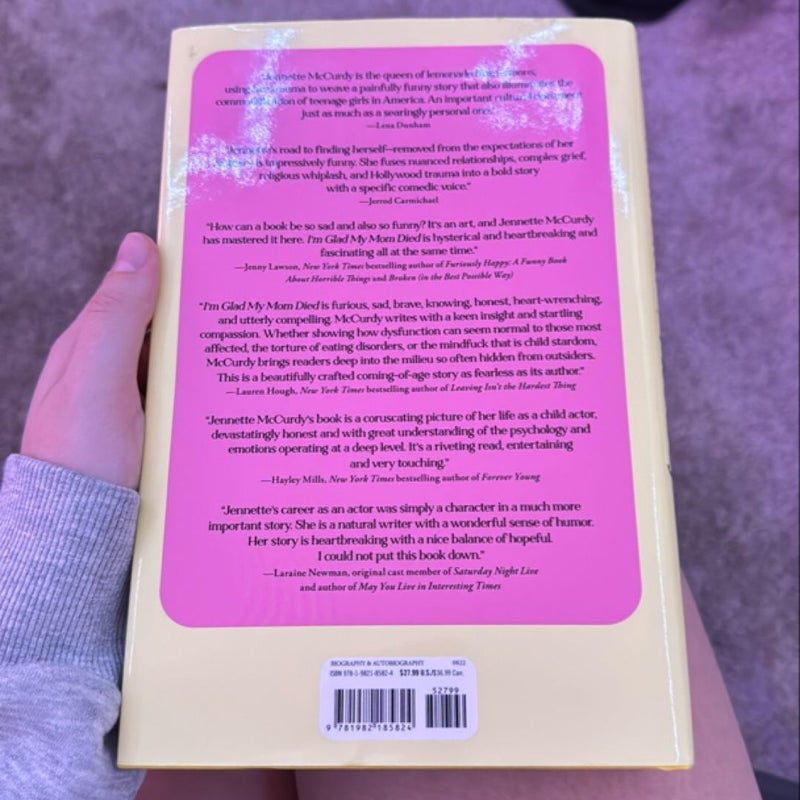 Jennette McCurdy is the queen of lemonade
using trauma to weave a painfully funny story that also the
of teenage girls in America. An important cultural document
just as much as a searingly personal one."
—Lena Dunham
"Jennette's road to finding herself—removed from the expectations of her
is impressively funny. She fuses nuanced relationships, complex grief,
religious whiplash, and Hollywood trauma into a bold story
with a specific comedic voice."
—Jerrod Carmichael
"How can a book be so sad and also so funny? It's an art, and Jennette McCurdy
has mastered it here. I'm Glad My Mom Died is hysterical and heartbreaking and
fascinating all at the same time."
—Jenny Lawson, New York Times bestselling author of Furiously Happy: A Funny Book
About Horrible Things and Broken (in the Best Possible Way)
"I'm Glad My Mom Died is furious, sad, brave, knowing, honest, heart-wrenching,
and utterly compelling. McCurdy writes with a keen insight and startling
compassion. Whether showing how dysfunction can seem normal to those most
affected, the torture of eating disorders, or the mindfuck that is child stardom,
McCurdy brings readers deep into the milieu so often hidden from outsiders.
This is a beautifully crafted coming-of-age story as fearless as its author."
—Lauren Hough, New York Times bestselling author of Leaving Isn't the Hardest Thing
"Jennette McCurdy's book is a coruscating picture of her life as a child actor,
devastatingly honest and with great understanding of the psychology and
emotions operating at a deep level. It's a riveting read, entertaining
and very touching."
—Hayley Mills, New York Times bestselling author of Forever Young
"Jennette's career as an actor was simply a character in a much more
important story. She is a natural writer with a wonderful sense of humor.
Her story is heartbreaking with a nice balance of hopeful.
I could not put this book down."
—Laraine Newman, original cast member of Saturday Night Live
and author of May You Live in Interesting Times
BIOGRAPHY & AUTOBIOGRAPHY 0822
ISBN 978-1-9821-8582-4 $27.99 U.S./$36.99 Can.
52799
9 781982 185824